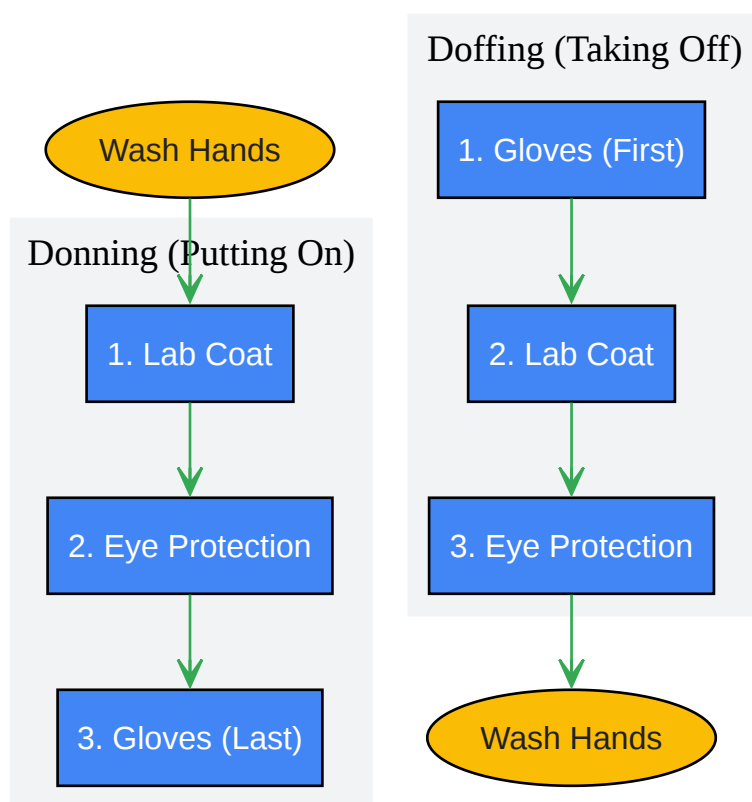 Wash Hands
Donning (Putting On)
1. Lab Coat
2. Eye Protection
3. Gloves (Last)
Doffing (Taking Off)
1. Gloves (First)
2. Lab Coat
3. Eye Protection
Wash Hands